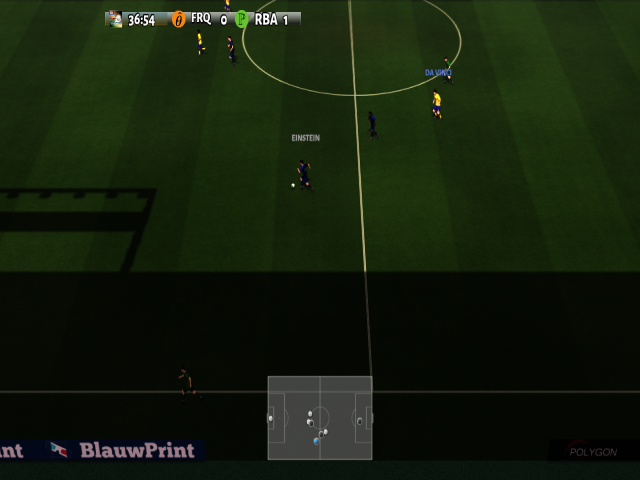 36:54 FRQ 0 RBA 1
DA VINCI
EINSTEIN
nt BlauwPrint
POLYGON